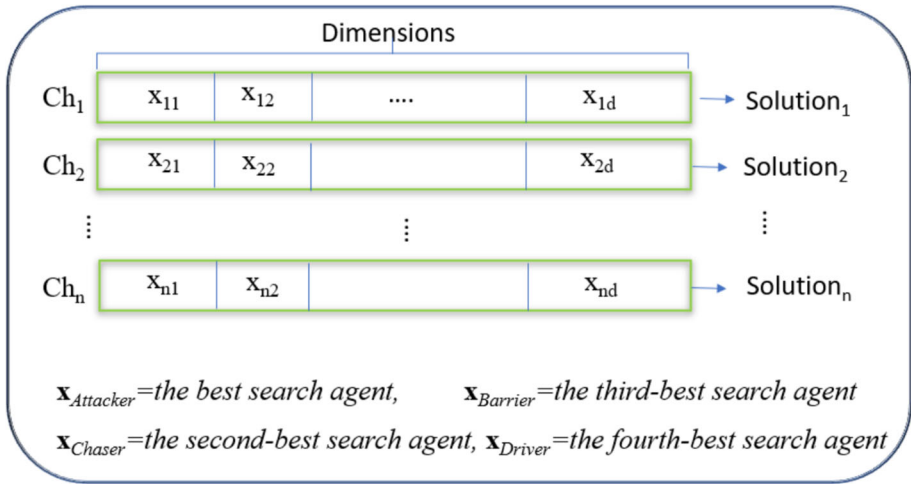 Dimensions
Ch1 x11 x12 .... x1d Solution1
Ch2 x21 x22 x2d Solution2
Chn xn1 xn2 xnd Solutionn
xAttacker=the best search agent, xBarrier=the third-best search agent
xChaser=the second-best search agent, xDriver=the fourth-best search agent